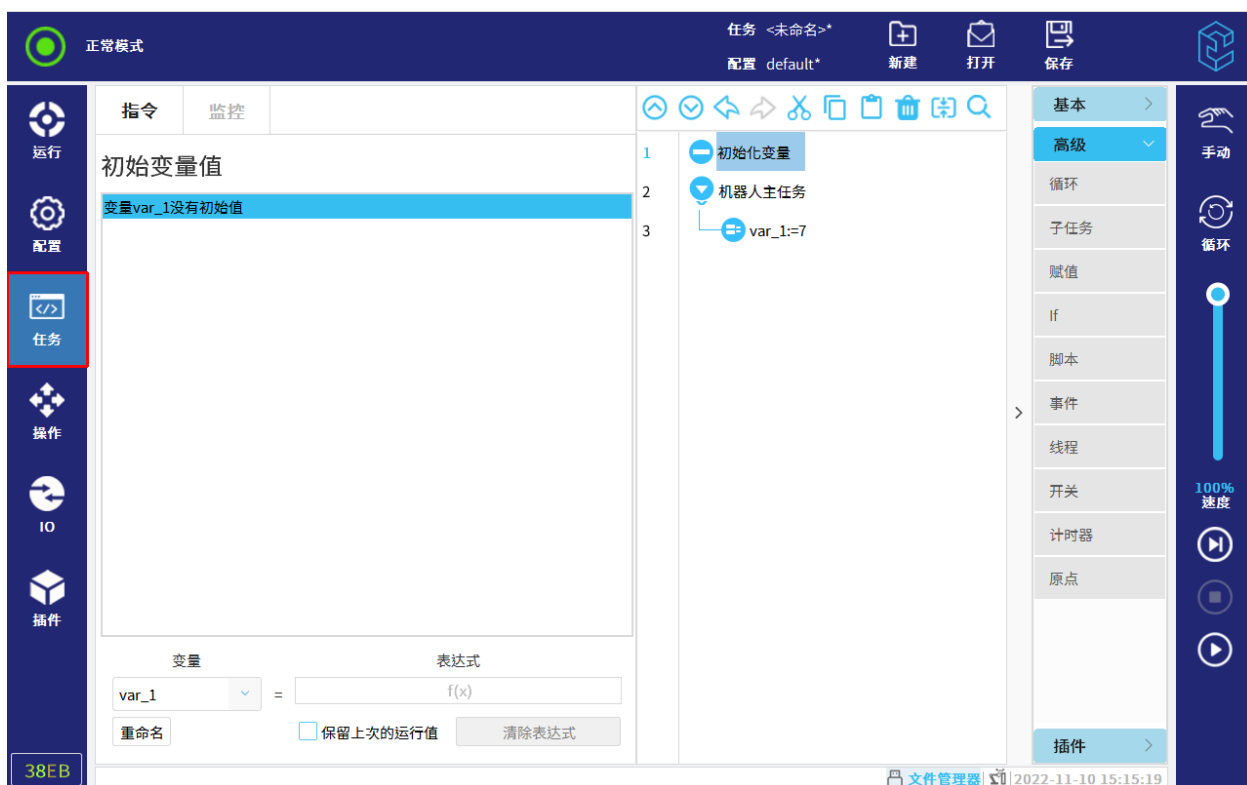 正常模式
任务 <未命名>*
配置 default*
新建
打开
保存
运行
配置
任务
操作
IO
插件
38EB
指令
监控
初始变量值
变量var_1没有初始值
变量
表达式
var_1
=
f(x)
重命名
保留上次的运行值
清除表达式
1 初始化变量
2 机器人主任务
3 var_1:=7
基本
高级
循环
子任务
赋值
If
脚本
事件
线程
开关
计时器
原点
插件
手动
循环
100%
速度
文件管理器
2022-11-10 15:15:19